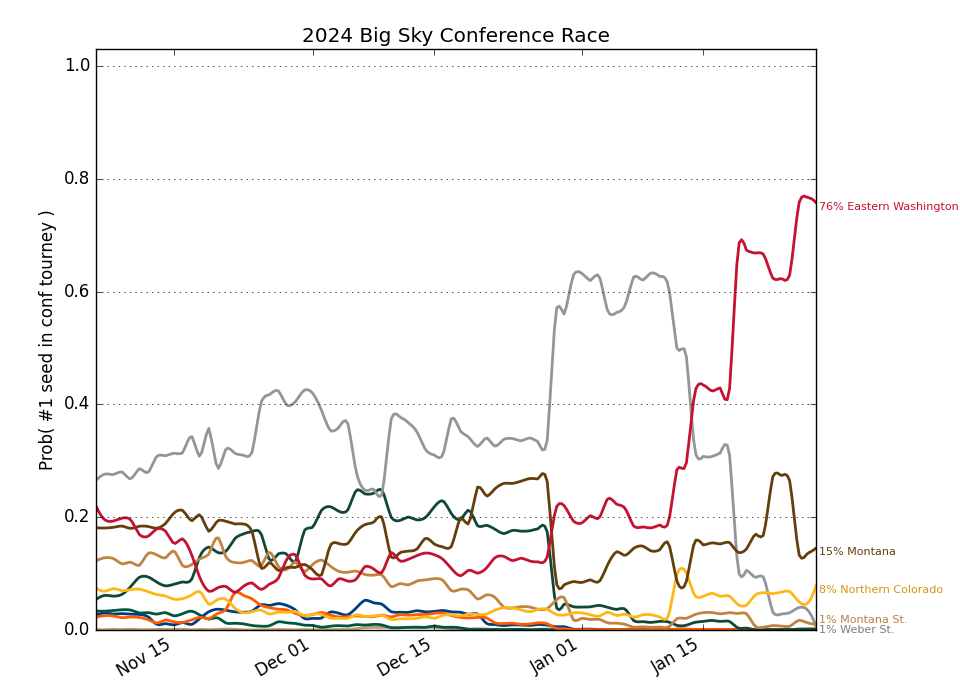 2024 Big Sky Conference Race
Prob( #1 seed in conf tourney )
1.0
0.8
0.6
0.4
0.2
0.0
Nov 15
Dec 01
Dec 15
Jan 01
Jan 15
76% Eastern Washington
15% Montana
8% Northern Colorado
1% Montana St.
1% Weber St.